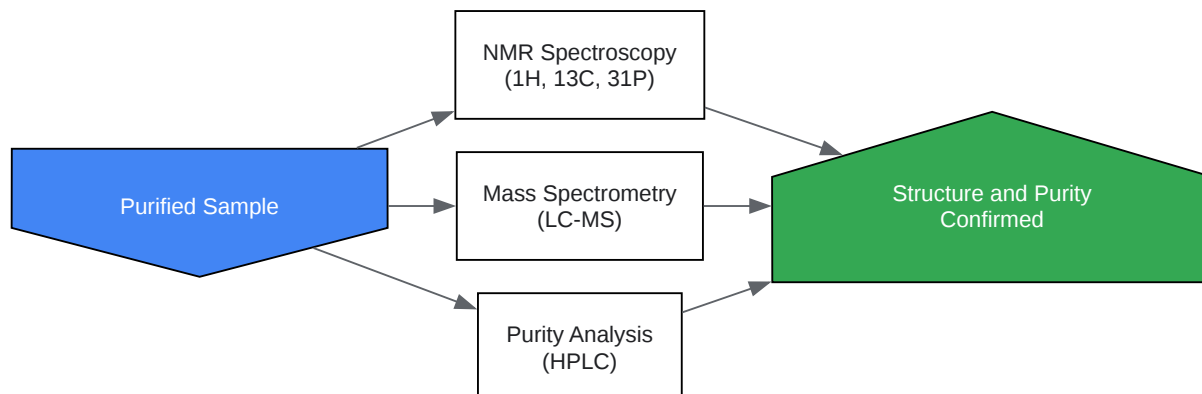 NMR Spectroscopy
(1H, 13C, 31P)
Purified Sample
Mass Spectrometry
(LC-MS)
Structure and Purity
Confirmed
Purity Analysis
(HPLC)